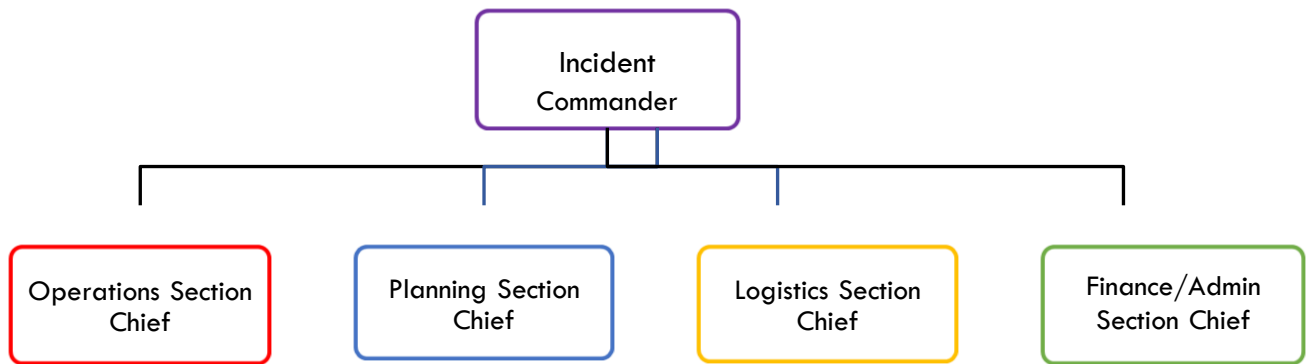 Incident
Commander
Operations Section
Chief
Planning Section
Chief
Logistics Section
Chief
Finance/Admin
Section Chief